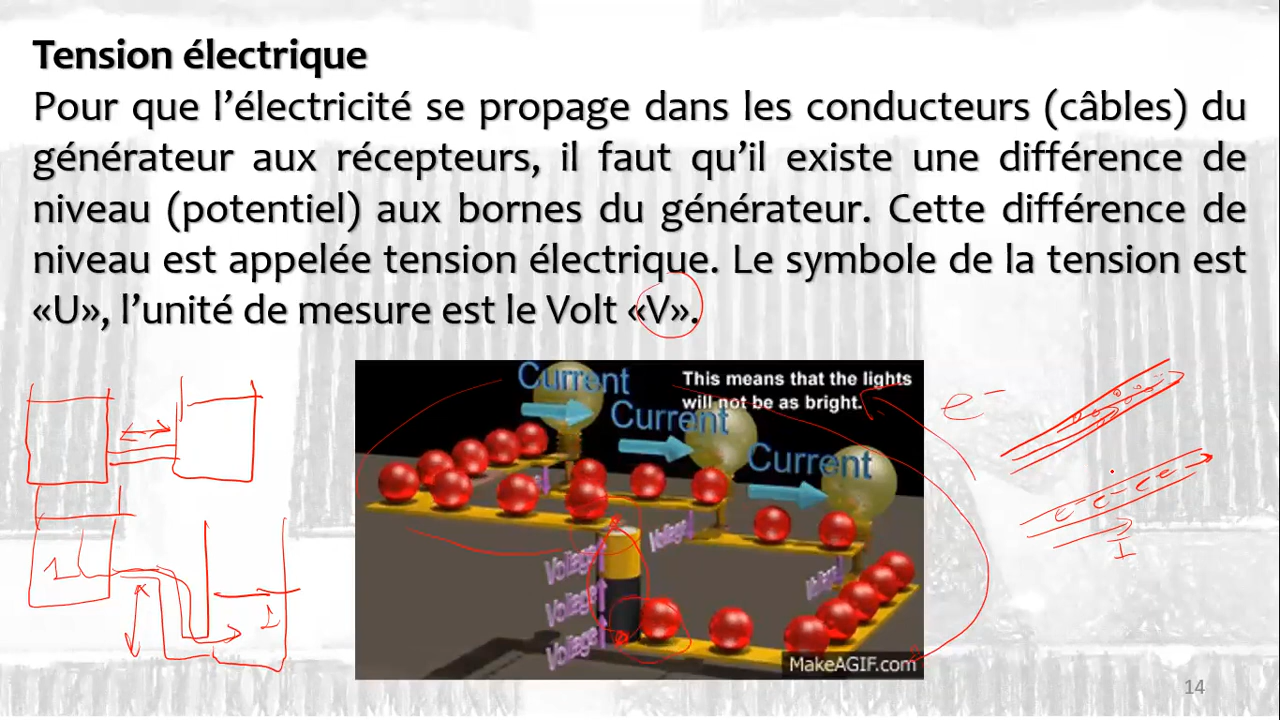 Tension électrique
Pour que l’électricité se propage dans les conducteurs (câbles) du
générateur aux récepteurs, il faut qu’il existe une différence de
niveau (potentiel) aux bornes du générateur. Cette différence de
niveau est appelée tension électrique. Le symbole de la tension est
«U», l’unité de mesure est le Volt «V».
Current
This means that the lights
will not be as bright.
Current
Current
e-
Voltage
Voltage
Voltage
Voltage
Voltage
e- e- e
I
1
MakeAGIF.com
14